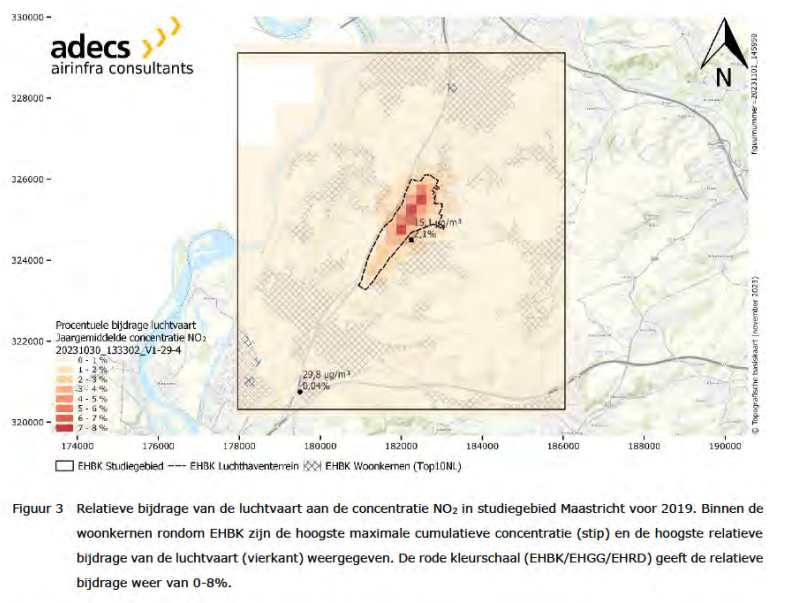 330000
adecs
airinfra consultants
N
328000
326000
15,1 µg/m³
2,1%
324000
322000
Procentuele bijdrage luchtvaart
Jaargemiddelde concentratie NO₂
20231030_133302_V1-29-4
0 - 1 %
1 - 2 %
2 - 3 %
3 - 4 %
4 - 5 %
5 - 6 %
6 - 7 %
7 - 8 %
29,8 µg/m³
0,04%
320000
174000 176000 178000 180000 182000 184000 186000 188000 190000
figuurnummer=20231101_145950
© Topografische basiskaart (november 2023)
EHBK Studiegebied EHBK Luchthaventerrein EHBK Woonkernen (Top10NL)
Figuur 3 Relatieve bijdrage van de luchtvaart aan de concentratie NO₂ in studiegebied Maastricht voor 2019. Binnen de
woonkernen rondom EHBK zijn de hoogste maximale cumulatieve concentratie (stip) en de hoogste relatieve
bijdrage van de luchtvaart (vierkant) weergegeven. De rode kleurschaal (EHBK/EHGG/EHRD) geeft de relatieve
bijdrage weer van 0-8%.